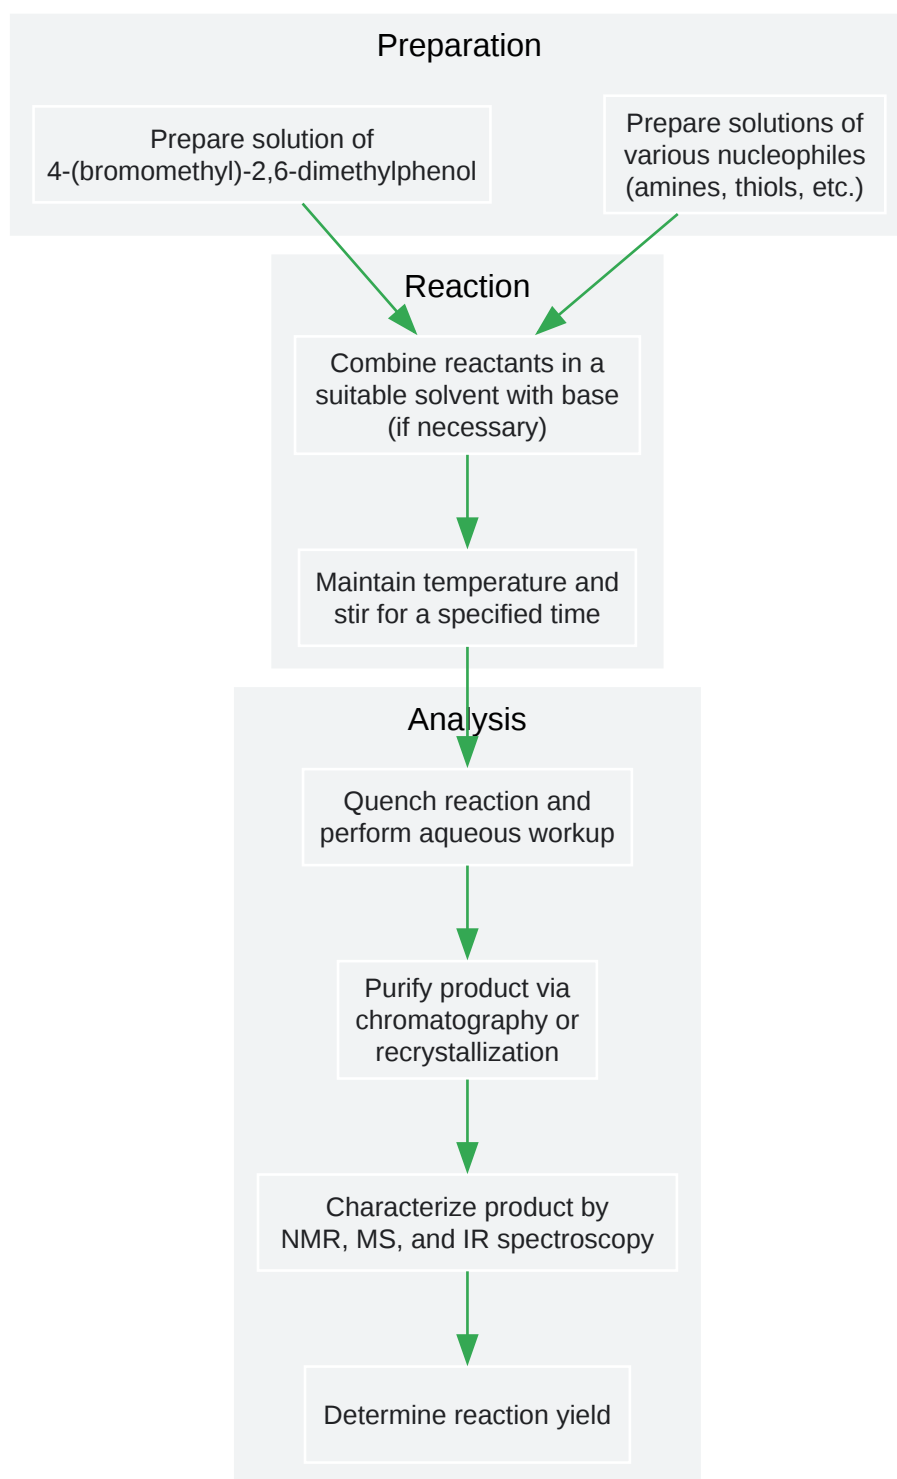 Preparation
Prepare solution of
4-(bromomethyl)-2,6-dimethylphenol
Prepare solutions of
various nucleophiles
(amines, thiols, etc.)
Reaction
Combine reactants in a
suitable solvent with base
(if necessary)
Maintain temperature and
stir for a specified time
Analysis
Quench reaction and
perform aqueous workup
Purify product via
chromatography or
recrystallization
Characterize product by
NMR, MS, and IR spectroscopy
Determine reaction yield